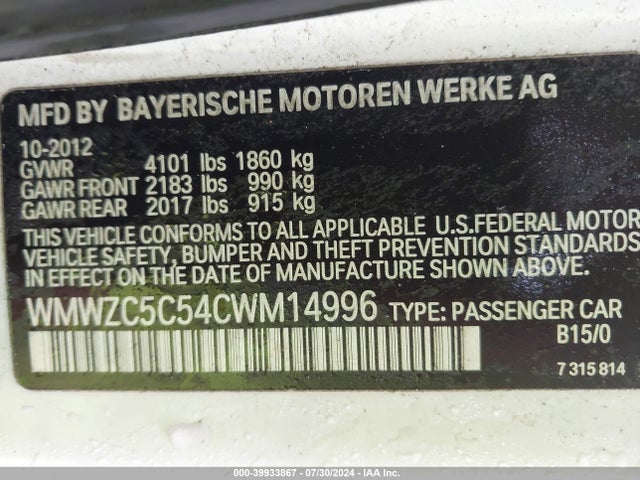 MFD BY BAYERISCHE MOTOREN WERKE AG
10-2012
GVWR 4101 lbs 1860 kg
GAWR FRONT 2183 lbs 990 kg
GAWR REAR 2017 lbs 915 kg
THIS VEHICLE CONFORMS TO ALL APPLICABLE U.S.FEDERAL MOTOR
VEHICLE SAFETY, BUMPER AND THEFT PREVENTION STANDARDS
IN EFFECT ON THE DATE OF MANUFACTURE SHOWN ABOVE.
WMWZC5C54CWM14996 TYPE: PASSENGER CAR
B15/0
7 315 814
000-39933867 - 07/30/2024 - IAA Inc.